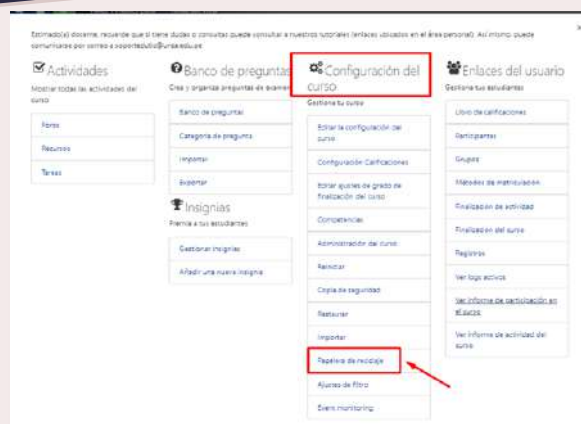 Estimado(a) docente, recuerde que si tiene dudas o consultas puede consultar a nuestros tutoriales (enlaces ubicados en el área personal). Así mismo, puede
comunicarse por correo a soportedutic@unsa.edu.pe
Actividades
Mostrar todas las actividades del
curso
Foros
Recursos
Tareas
Banco de preguntas
Crea y organiza preguntas de examen
Banco de preguntas
Categoría de pregunta
Importar
Exportar
Insignias
Premia a tus estudiantes
Gestionar insignias
Añadir una nueva insignia
Configuración del
curso
Gestiona tu curso
Editar la configuración del
curso
Configuración Calificaciones
Editar ajustes de grado de
finalización del curso
Competencias
Administración del curso
Reiniciar
Copia de seguridad
Restaurar
Importar
Papelera de reciclaje
Ajustes de filtro
Event monitoring
Enlaces del usuario
Gestiona tus estudiantes
Libro de calificaciones
Participantes
Grupos
Métodos de matriculación
Finalización de actividad
Finalización del curso
Registros
Ver logs activos
Ver informe de participación en
el curso
Ver informe de actividad del
curso